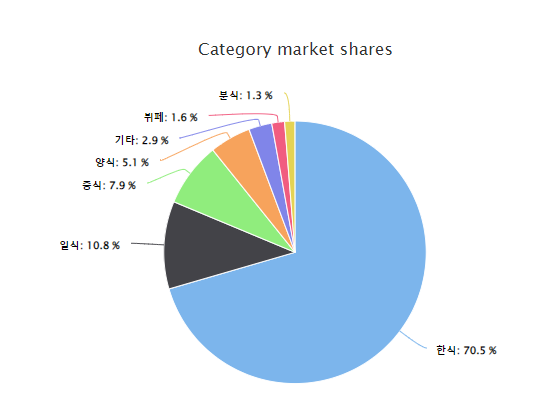 Category market shares
분식: 1.3 %
뷔페: 1.6 %
기타: 2.9 %
양식: 5.1 %
중식: 7.9 %
일식: 10.8 %
한식: 70.5 %